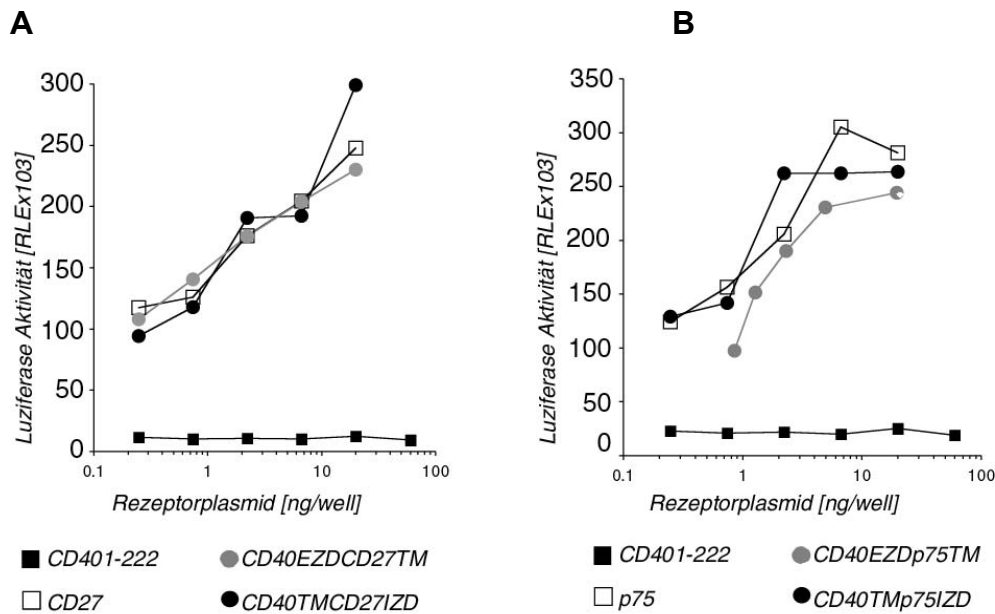 A
Luziferase Aktivität [RLEx103]
300
250
200
150
100
50
0
0.1 1 10 100
Rezeptorplasmid [ng/well]
CD401-222 CD40EZDCD27TM
CD27 CD40TMCD27IZD
B
Luziferase Aktivität [RLEx103]
350
300
250
200
150
100
50
0
0.1 1 10 100
Rezeptorplasmid [ng/well]
CD401-222 CD40EZDp75TM
p75 CD40TMp75IZD